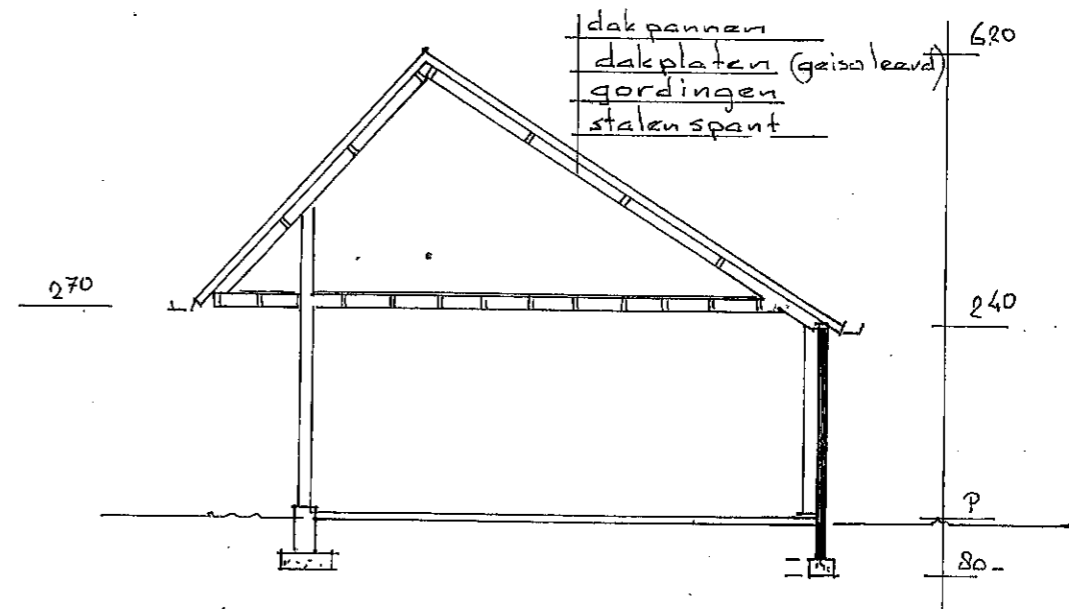 dakpannen
dakplaten (geisoleerd)
gordingen
stalen spant
620
270
240
P
80-